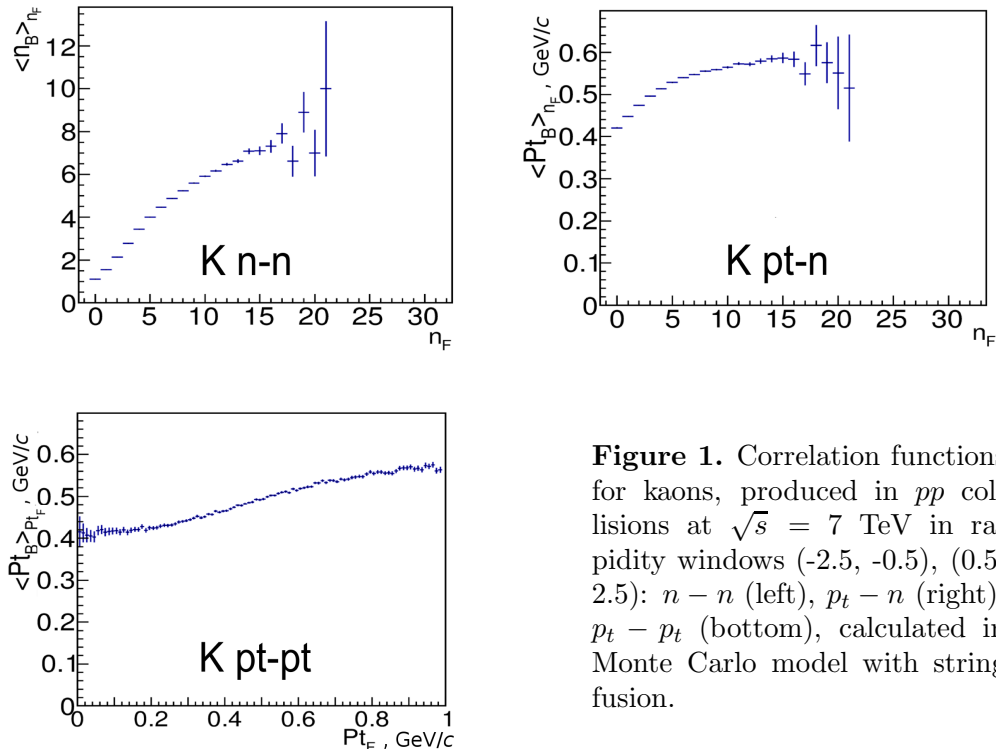 <n_B>_{n_F}
12
10
8
6
4
2
0
K n-n
0 5 10 15 20 25 30
n_F
<Pt_B>_{n_F}, GeV/c
0.6
0.5
0.4
0.3
0.2
0.1
0
K pt-n
0 5 10 15 20 25 30
n_F
<Pt_B>_{Pt_F}, GeV/c
0.6
0.5
0.4
0.3
0.2
0.1
0
K pt-pt
0 0.2 0.4 0.6 0.8 1
Pt_F , GeV/c
Figure 1. Correlation functions
for kaons, produced in pp col
lisions at √s = 7 TeV in ra
pidity windows (-2.5, -0.5), (0.5
2.5): n − n (left), p_t − n (right)
p_t − p_t (bottom), calculated in
Monte Carlo model with string
fusion.